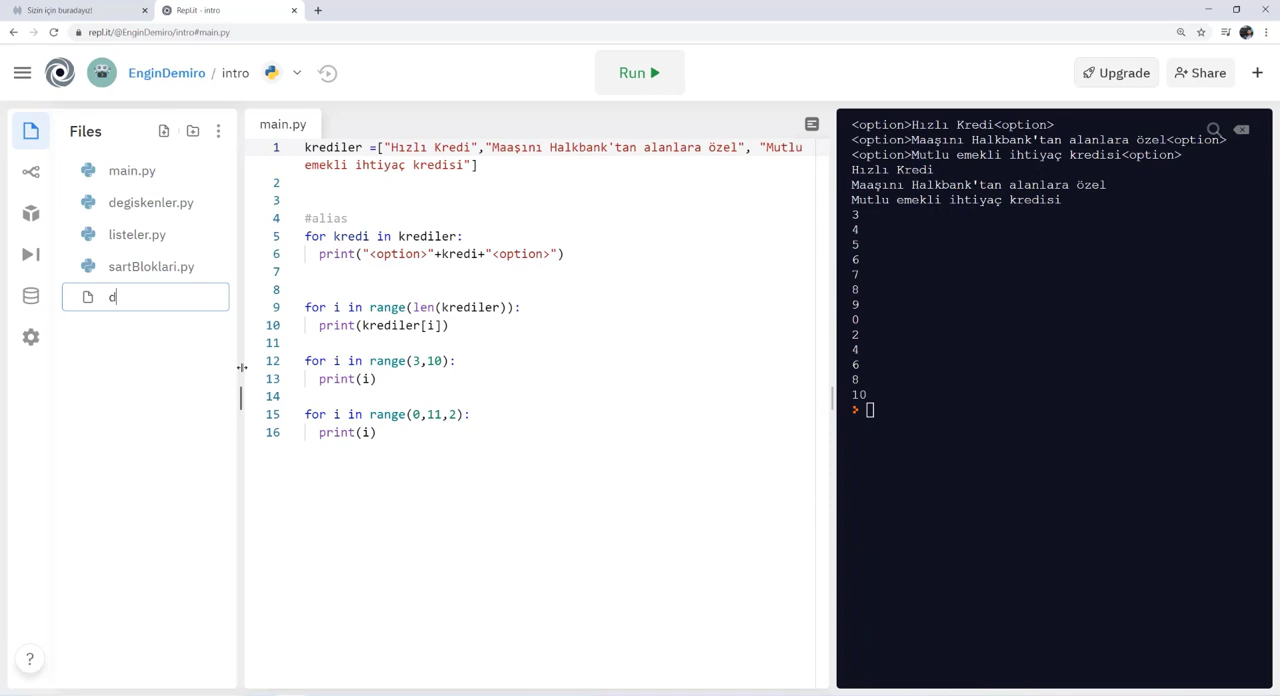 Sizin için buradayız!
Repl.it - intro
repl.it/@EnginDemiro/intro#main.py
EnginDemiro / intro
Run
Upgrade
Share
Files
main.py
degiskenler.py
listeler.py
sartBloklari.py
d
main.py
1 krediler =["Hızlı Kredi","Maaşını Halkbank'tan alanlara özel", "Mutlu
emekli ihtiyaç kredisi"]
2
3
4 #alias
5 for kredi in krediler:
6 print("<option>"+kredi+"<option>")
7
8
9 for i in range(len(krediler)):
10 print(krediler[i])
11
12 for i in range(3,10):
13 print(i)
14
15 for i in range(0,11,2):
16 print(i)
<option>Hızlı Kredi<option>
<option>Maaşını Halkbank'tan alanlara özel<option>
<option>Mutlu emekli ihtiyaç kredisi<option>
Hızlı Kredi
Maaşını Halkbank'tan alanlara özel
Mutlu emekli ihtiyaç kredisi
3
4
5
6
7
8
9
0
2
4
6
8
10
?